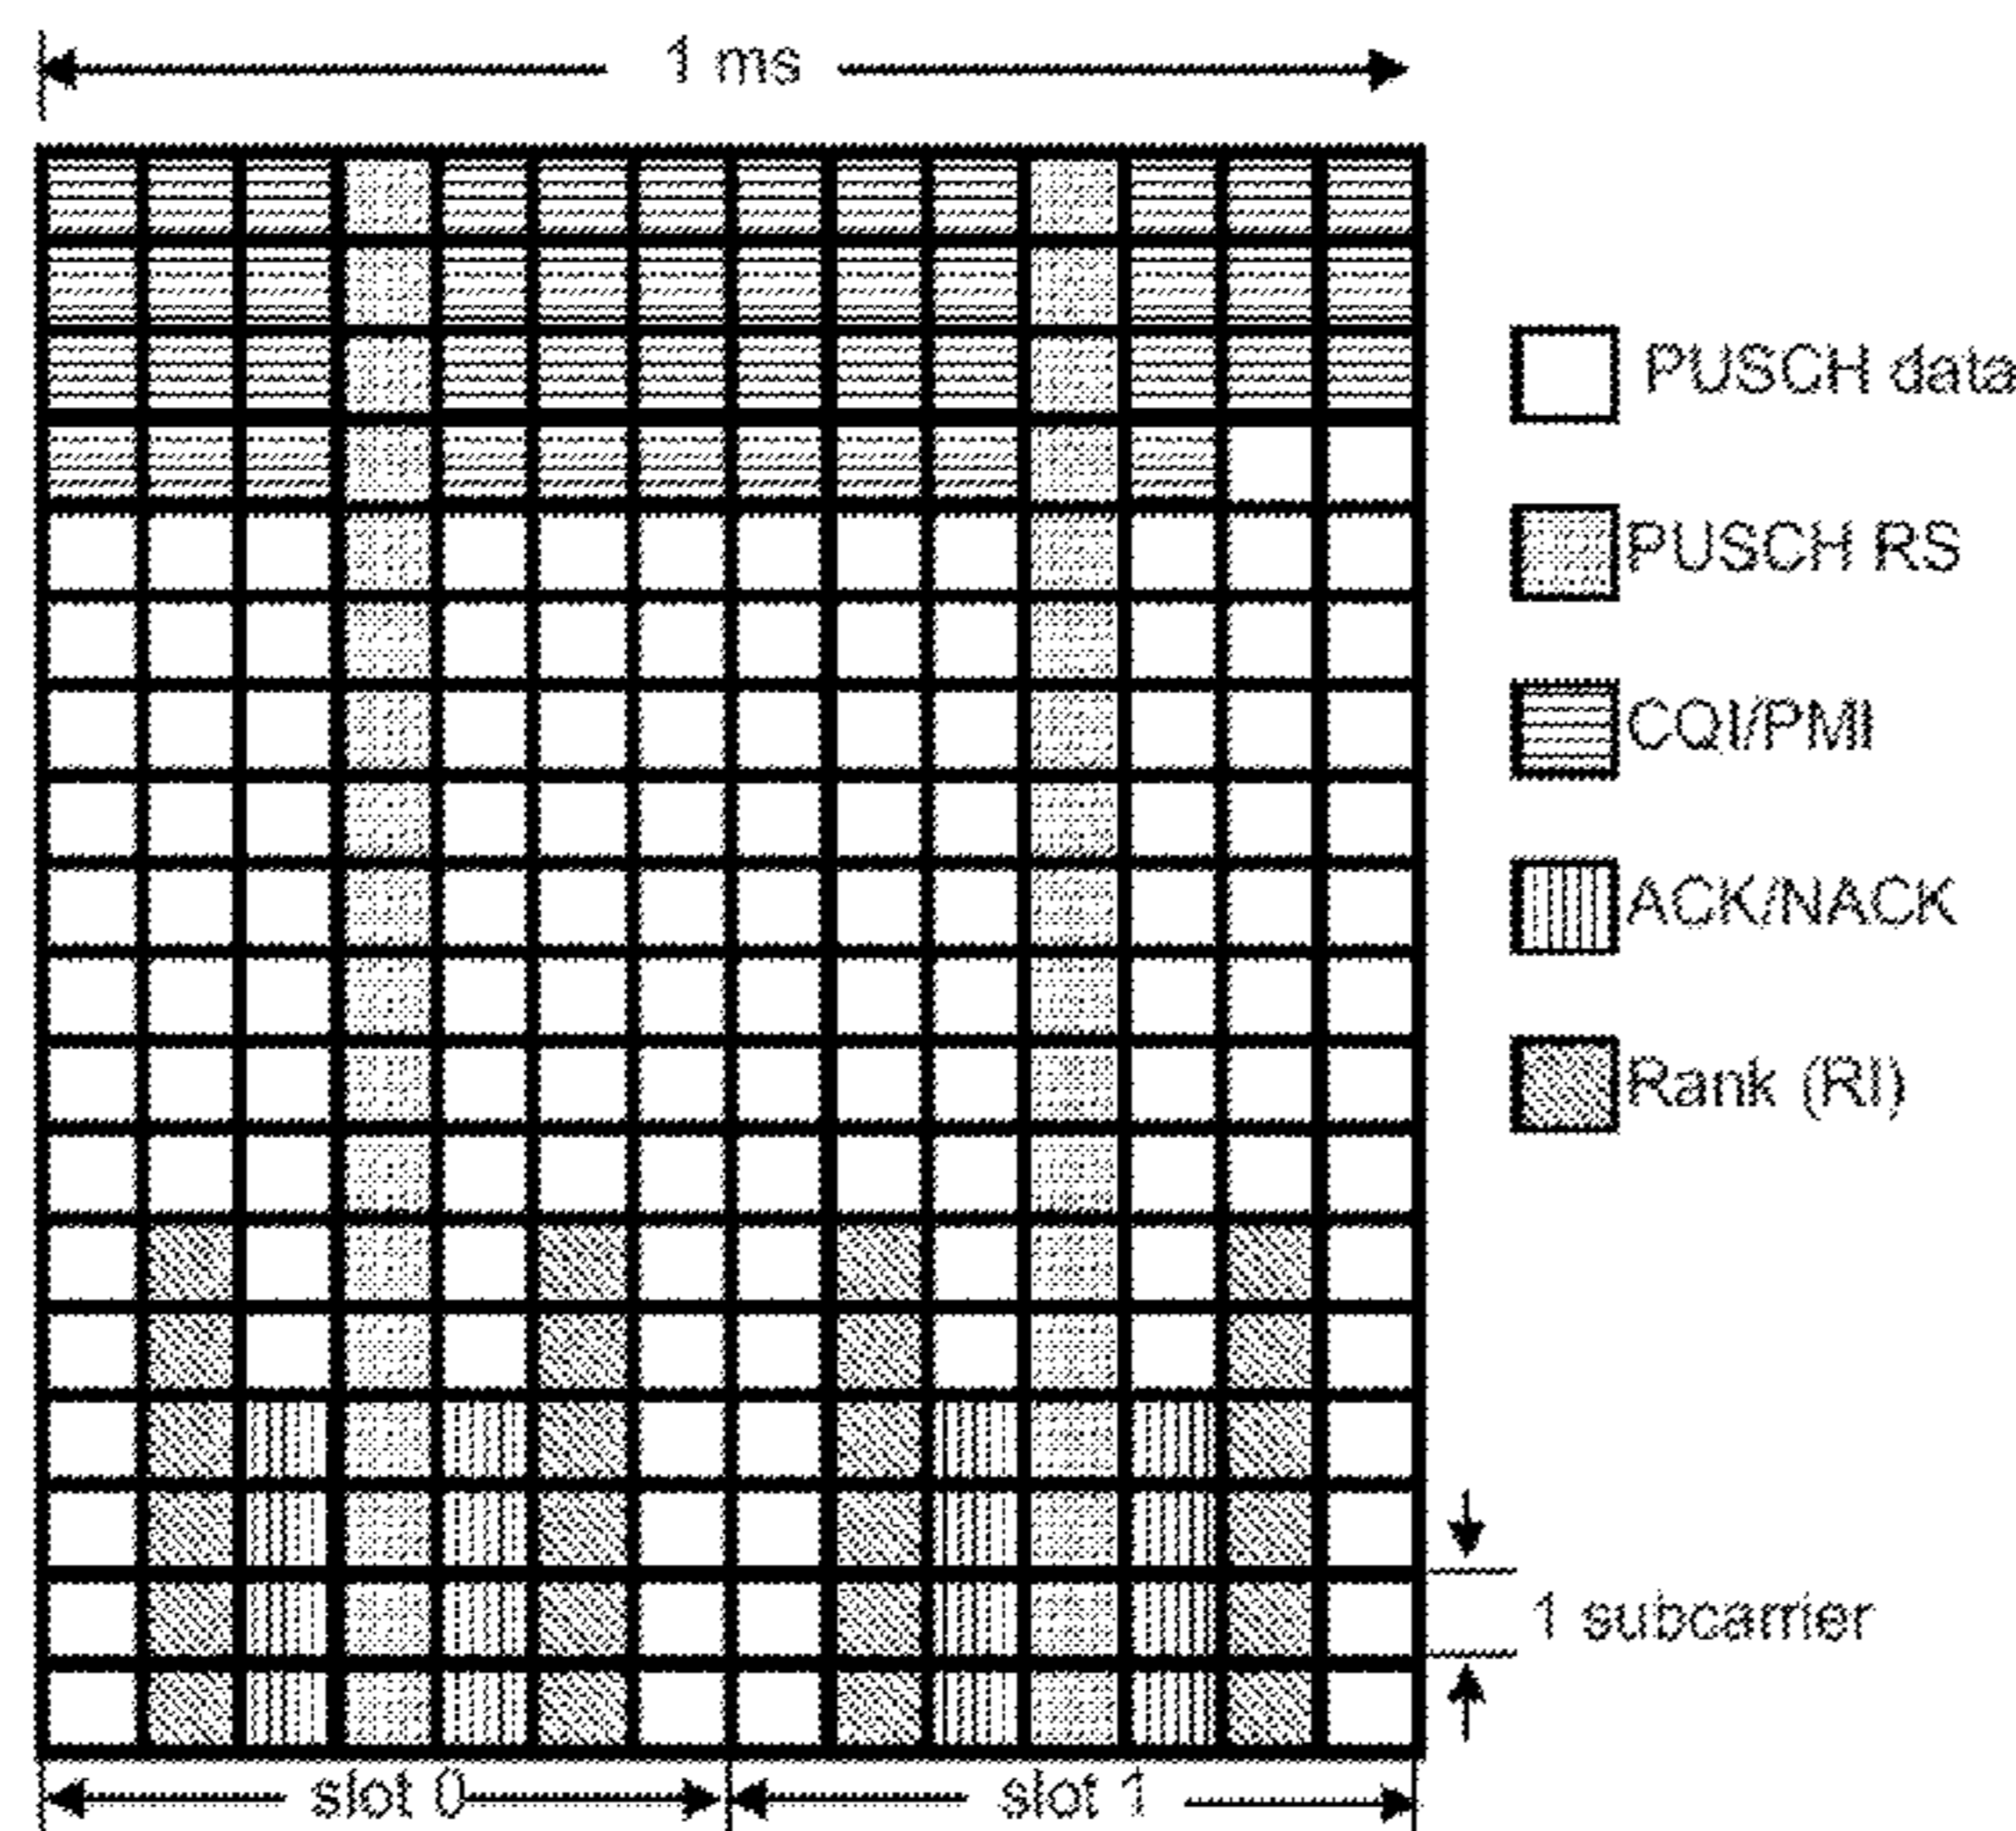 1 ms
PUSCH data
PUSCH RS
CQI/PMI
ACK/NACK
Rank (RI)
1 subcarrier
slot 0
slot 1